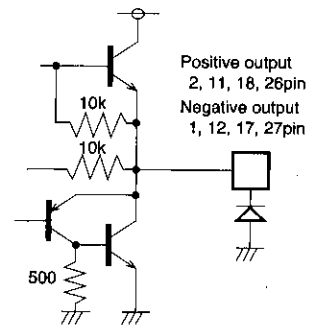 Positive output
2, 11, 18, 26pin
Negative output
1, 12, 17, 27pin
10k
10k
500